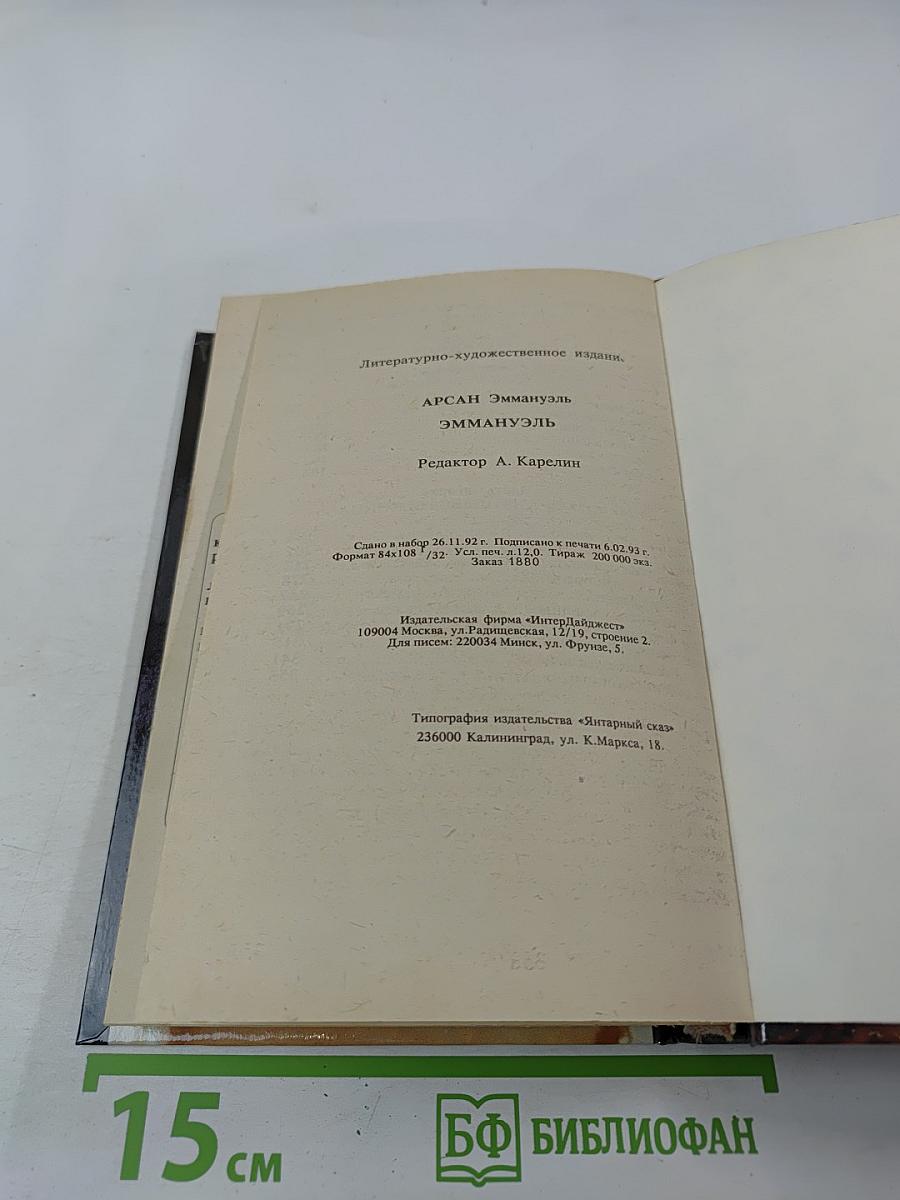 Литературно-художественное издани
АРСАН Эммануэль
ЭММАНУЭЛЬ
Редактор А. Карелин
Сдано в набор 26.11.92 г. Подписано к печати 6.02.93 г.
Формат 84х108 1/32. Усл. печ. л.12,0. Тираж 200 000 экз.
Заказ 1880
Издательская фирма «ИнтерДайджест»
109004 Москва, ул.Радищевская, 12/19, строение 2.
Для писем: 220034 Минск, ул. Фрунзе, 5.
Типография издательства «Янтарный сказ»
236000 Калининград, ул. К.Маркса, 18.
15 см
БФ БИБЛИОФАН